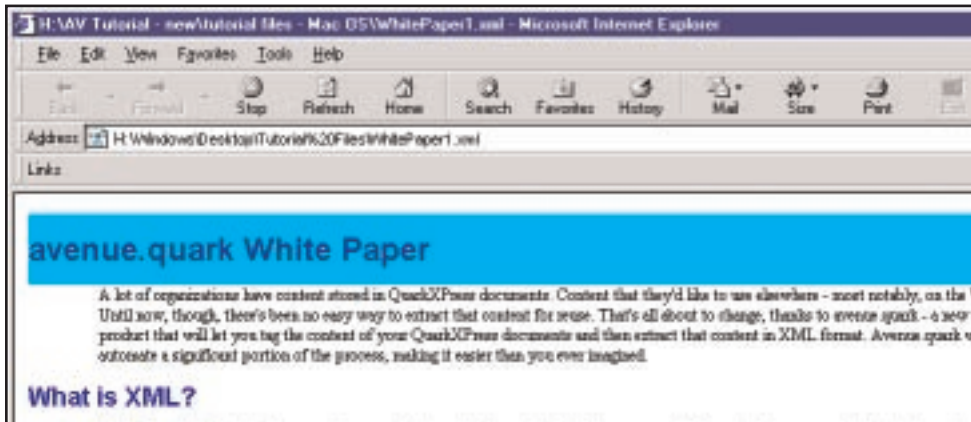 H:\AV Tutorial - new\tutorial files - Mac OS\WhitePaper1.xml - Microsoft Internet Explorer
File Edit View Favorites Tools Help
Back Forward Stop Refresh Home Search Favorites History Mail Size Print Edit
Address H:\Windows\Desktop\Tutorial%20Files\WhitePaper1.xml
Links
avenue.quark White Paper
A lot of organizations have content stored in QuarkXPress documents. Content that they'd like to use elsewhere - most notably, on the
Until now, though, there's been no easy way to extract that content for reuse. That's all about to change, thanks to avenue.quark - a new
product that will let you tag the content of your QuarkXPress documents and then extract that content in XML format. Avenue.quark
automate a significant portion of the process, making it easier than you ever imagined.
What is XML?